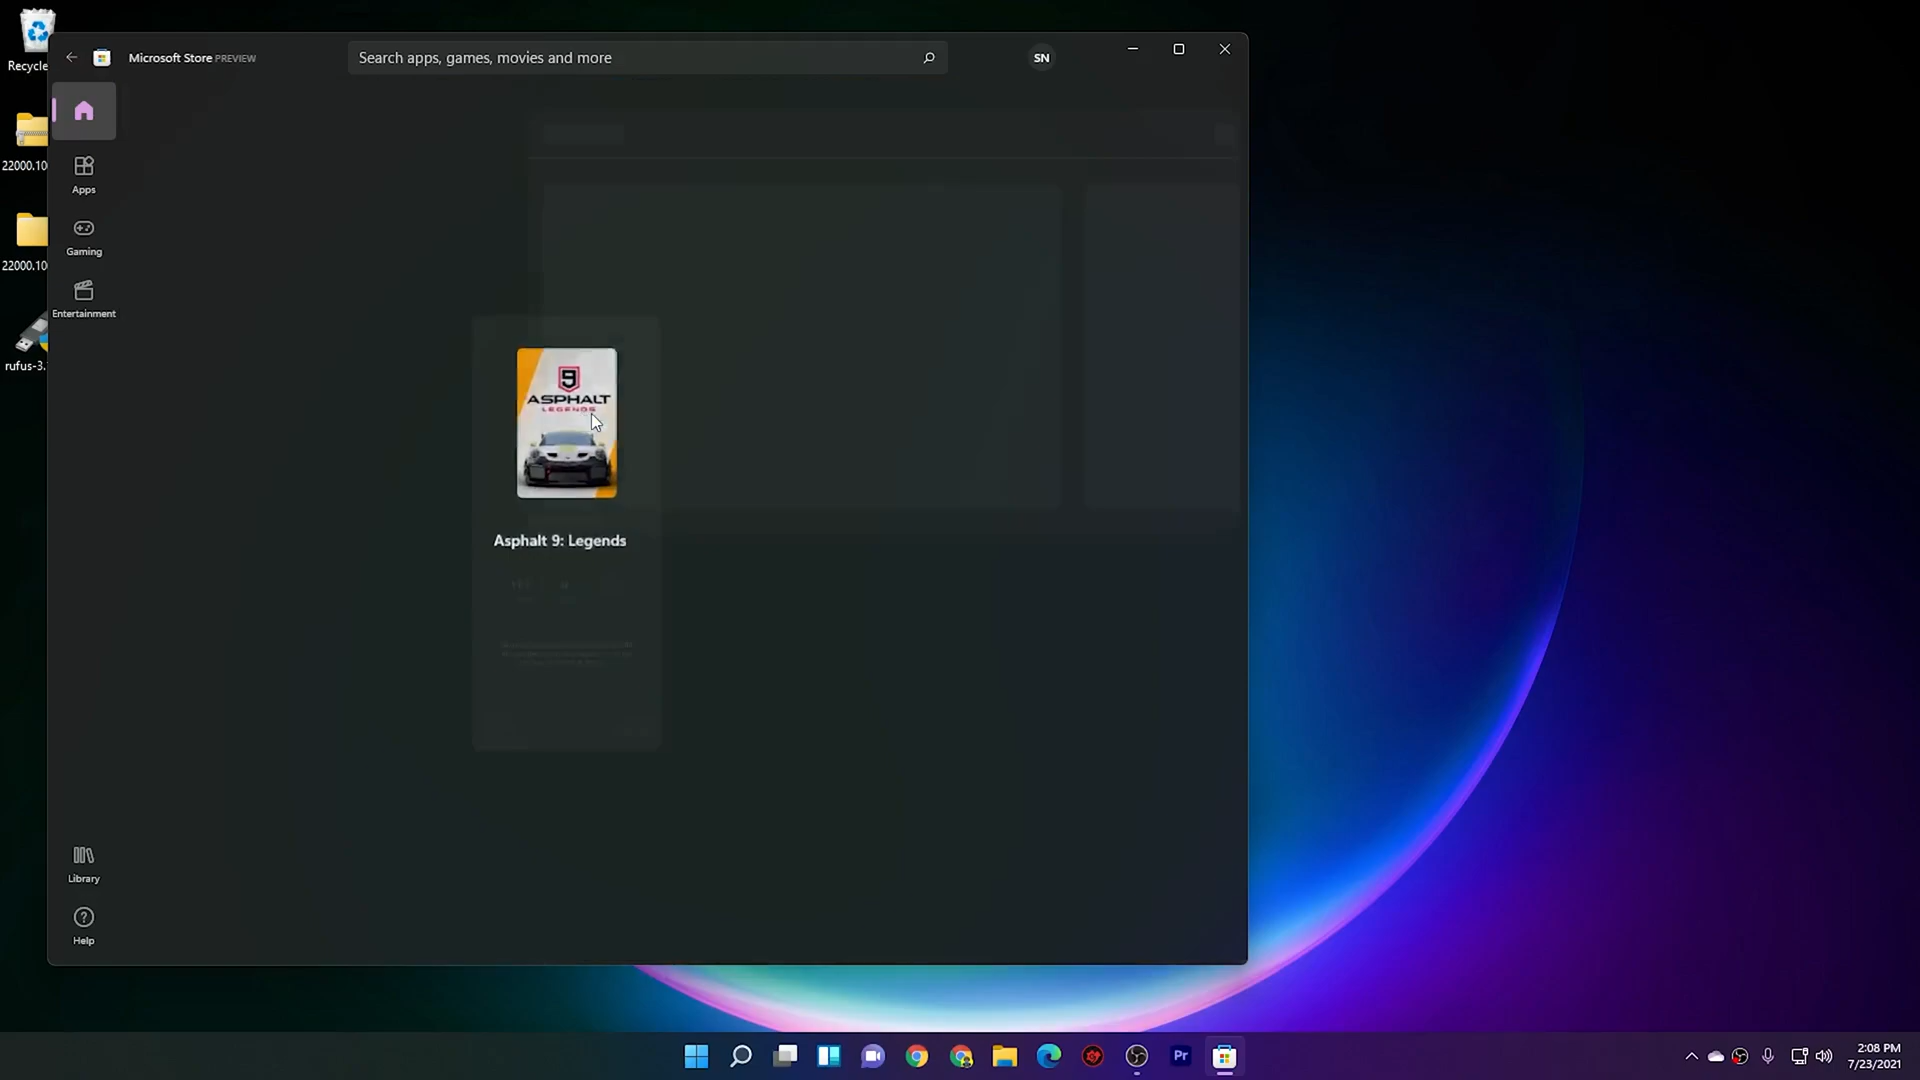 Recycle
Microsoft Store PREVIEW
Search apps, games, movies and more
SN
22000.10
Apps
Gaming
22000.10
Entertainment
rufus-3.
9
ASPHALT
LEGENDS
Asphalt 9: Legends
Library
?
Help
Pr
2:08 PM
7/23/2021